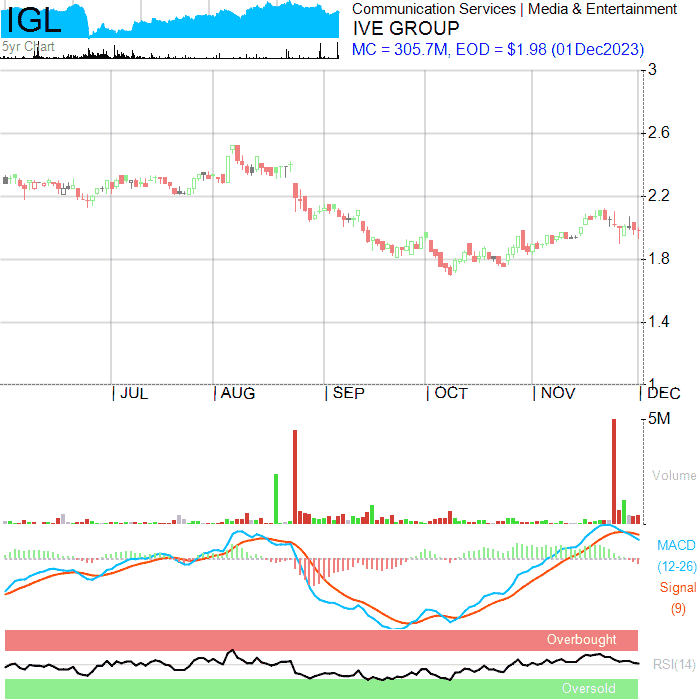 IGL
5yr Chart
Communication Services | Media & Entertainment
IVE GROUP
MC = 305.7M, EOD = $1.98 (01Dec2023)
3
2.6
2.2
1.8
1.4
1
| JUL | AUG | SEP | OCT | NOV | DEC
5M
Volume
MACD
(12-26)
Signal
(9)
Overbought
RSI(14)
Oversold